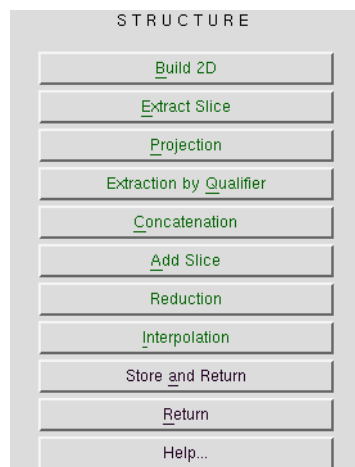 STRUCTURE
Build 2D
Extract Slice
Projection
Extraction by Qualifier
Concatenation
Add Slice
Reduction
Interpolation
Store and Return
Return
Help...